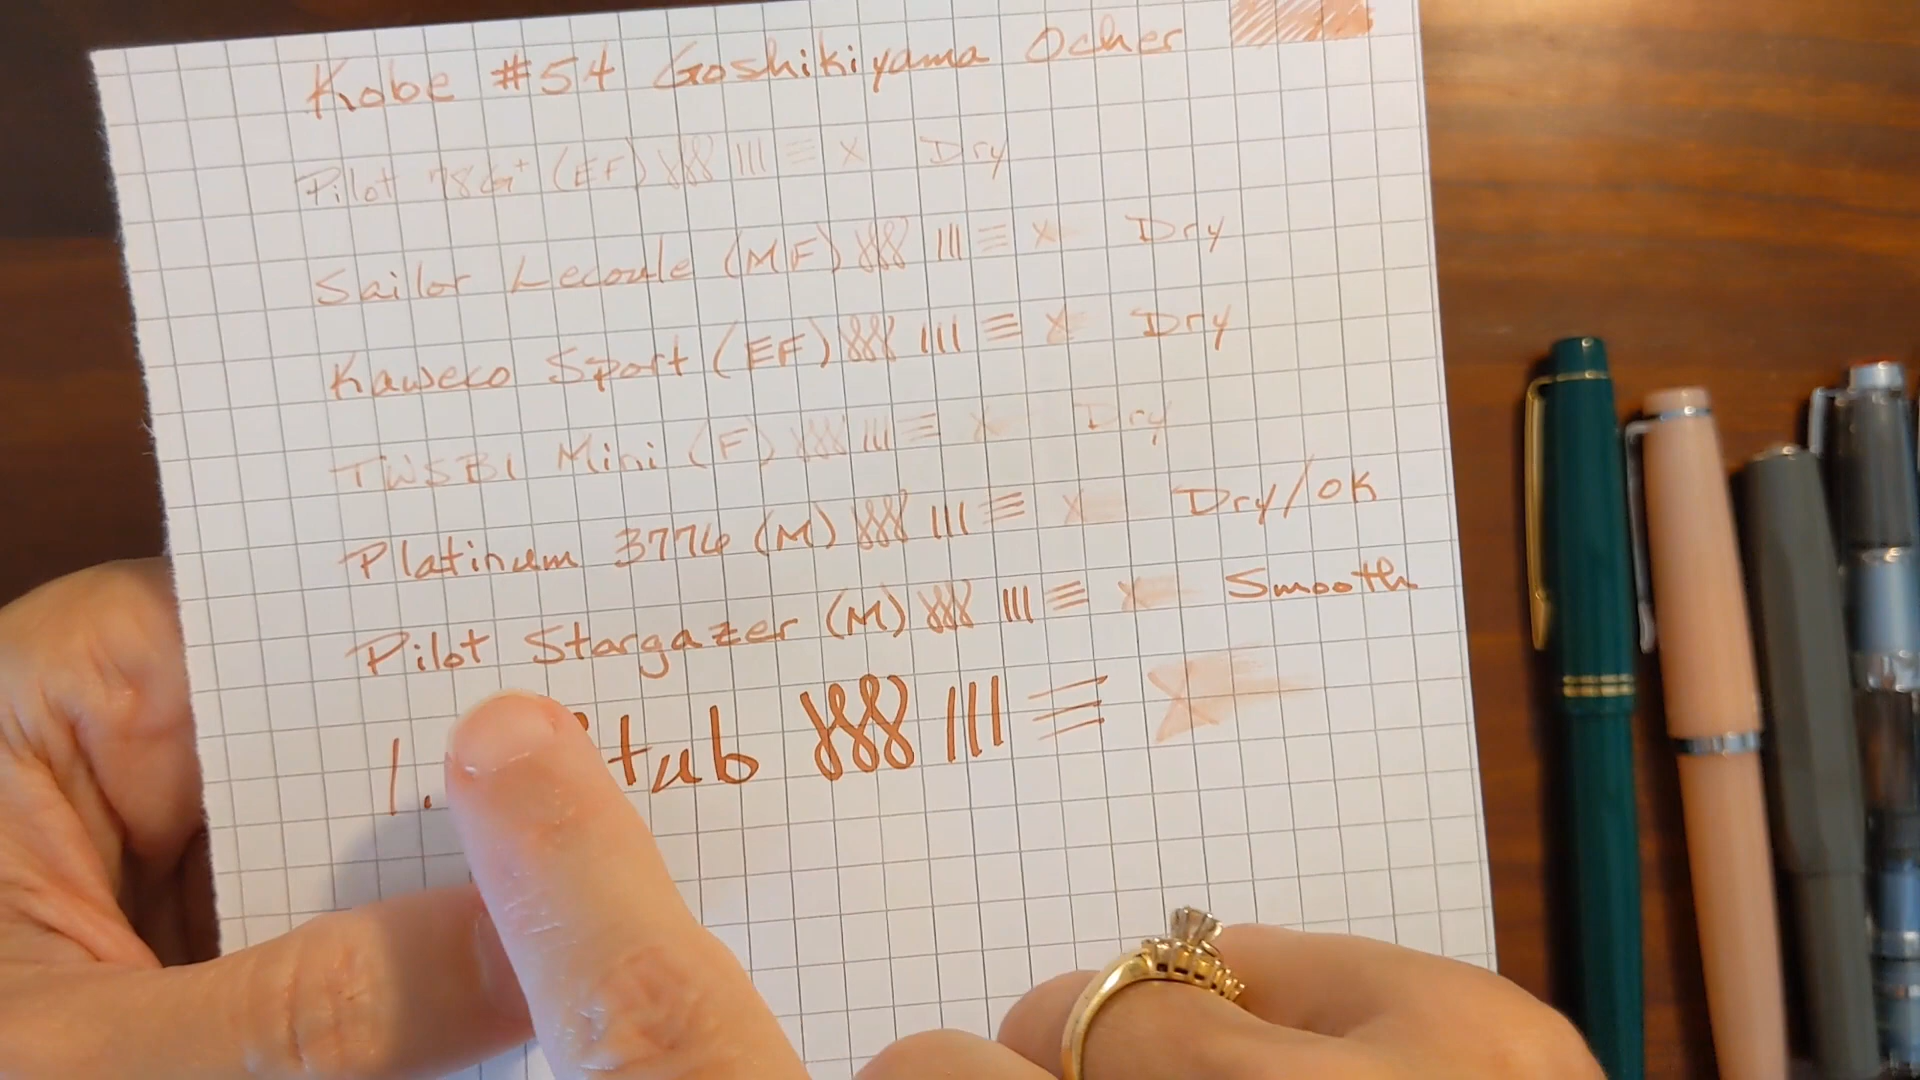 Kobe #54 Goshikiyama Ocher
Pilot 78G+ (EF) Dry
Sailor Lecoule (MF) x Dry
Kaweco Sport (EF) x Dry
TWSBI Mini (F) x Dry
Platinum 3776 (M) x Dry/OK
Pilot Stargazer (M) x Smooth
1. tub x